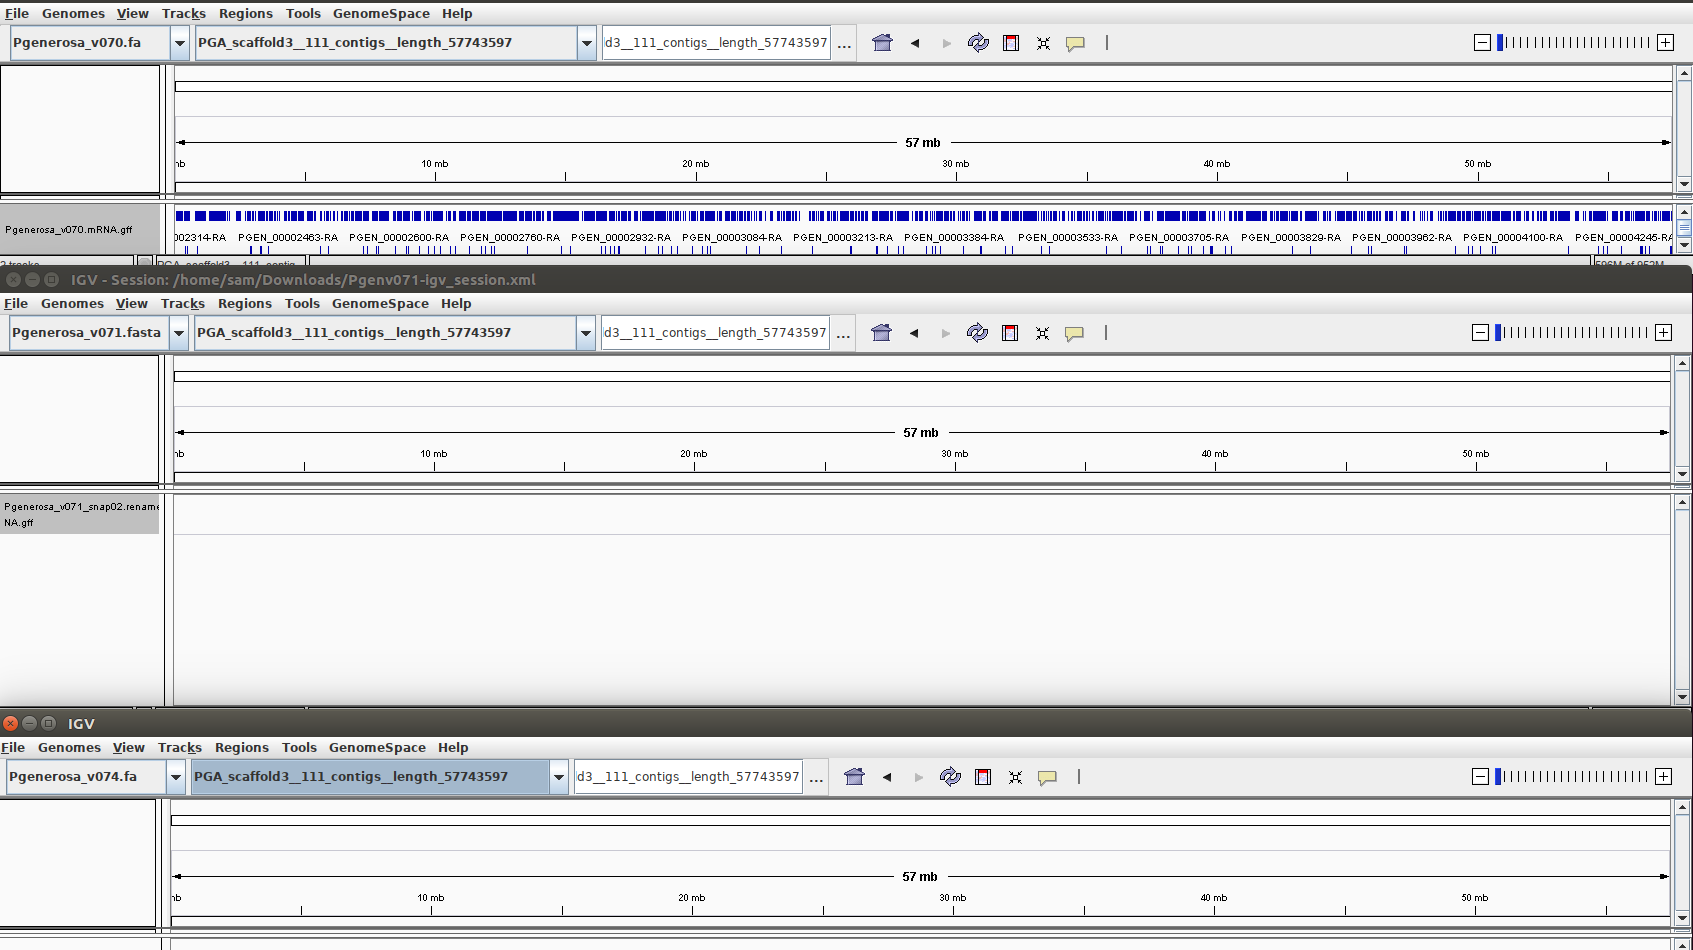 File Genomes View Tracks Regions Tools GenomeSpace Help
Pgenerosa_v070.fa PGA_scaffold3__111_contigs__length_57743597 d3__111_contigs__length_57743597 ...
57 mb
10 mb 20 mb 30 mb 40 mb 50 mb
Pgenerosa_v070.mRNA.gff
002314-RA PGEN_00002463-RA PGEN_00002600-RA PGEN_00002760-RA PGEN_00002932-RA PGEN_00003084-RA PGEN_00003213-RA PGEN_00003384-RA PGEN_00003533-RA PGEN_00003705-RA PGEN_00003829-RA PGEN_00003962-RA PGEN_00004100-RA PGEN_00004245-RA
IGV - Session: /home/sam/Downloads/Pgenv071-igv_session.xml
File Genomes View Tracks Regions Tools GenomeSpace Help
Pgenerosa_v071.fasta PGA_scaffold3__111_contigs__length_57743597 d3__111_contigs__length_57743597 ...
57 mb
10 mb 20 mb 30 mb 40 mb 50 mb
Pgenerosa_v071_snap02.rename
NA.gff
IGV
File Genomes View Tracks Regions Tools GenomeSpace Help
Pgenerosa_v074.fa PGA_scaffold3__111_contigs__length_57743597 d3__111_contigs__length_57743597 ...
57 mb
10 mb 20 mb 30 mb 40 mb 50 mb